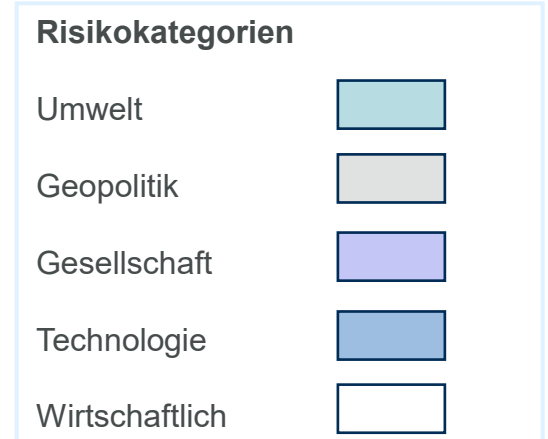 Risikokategorien
Umwelt
Geopolitik
Gesellschaft
Technologie
Wirtschaftlich